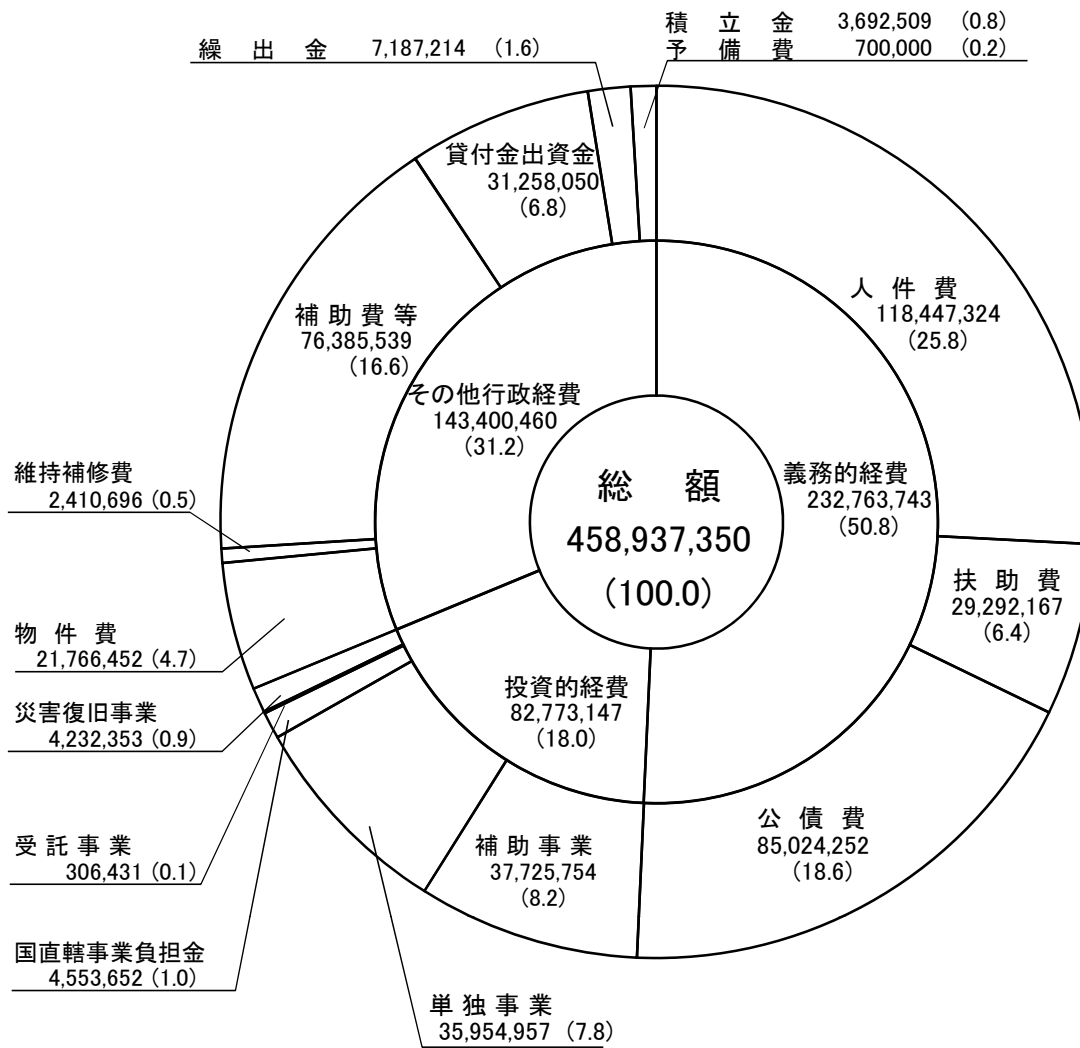 積 立 金 3,692,509 (0.8)
予 備 費 700,000 (0.2)
繰 出 金 7,187,214 (1.6)
貸付金出資金
31,258,050
(6.8)
人 件 費
118,447,324
(25.8)
補 助 費 等
76,385,539
(16.6)
その他行政経費
143,400,460
(31.2)
総 額
458,937,350
(100.0)
義務的経費
232,763,743
(50.8)
維持補修費
2,410,696 (0.5)
扶 助 費
29,292,167
(6.4)
物 件 費
21,766,452 (4.7)
投資的経費
82,773,147
(18.0)
災害復旧事業
4,232,353 (0.9)
公 債 費
85,024,252
(18.6)
補 助 事 業
37,725,754
(8.2)
受 託 事 業
306,431 (0.1)
国直轄事業負担金
4,553,652 (1.0)
単 独 事 業
35,954,957 (7.8)